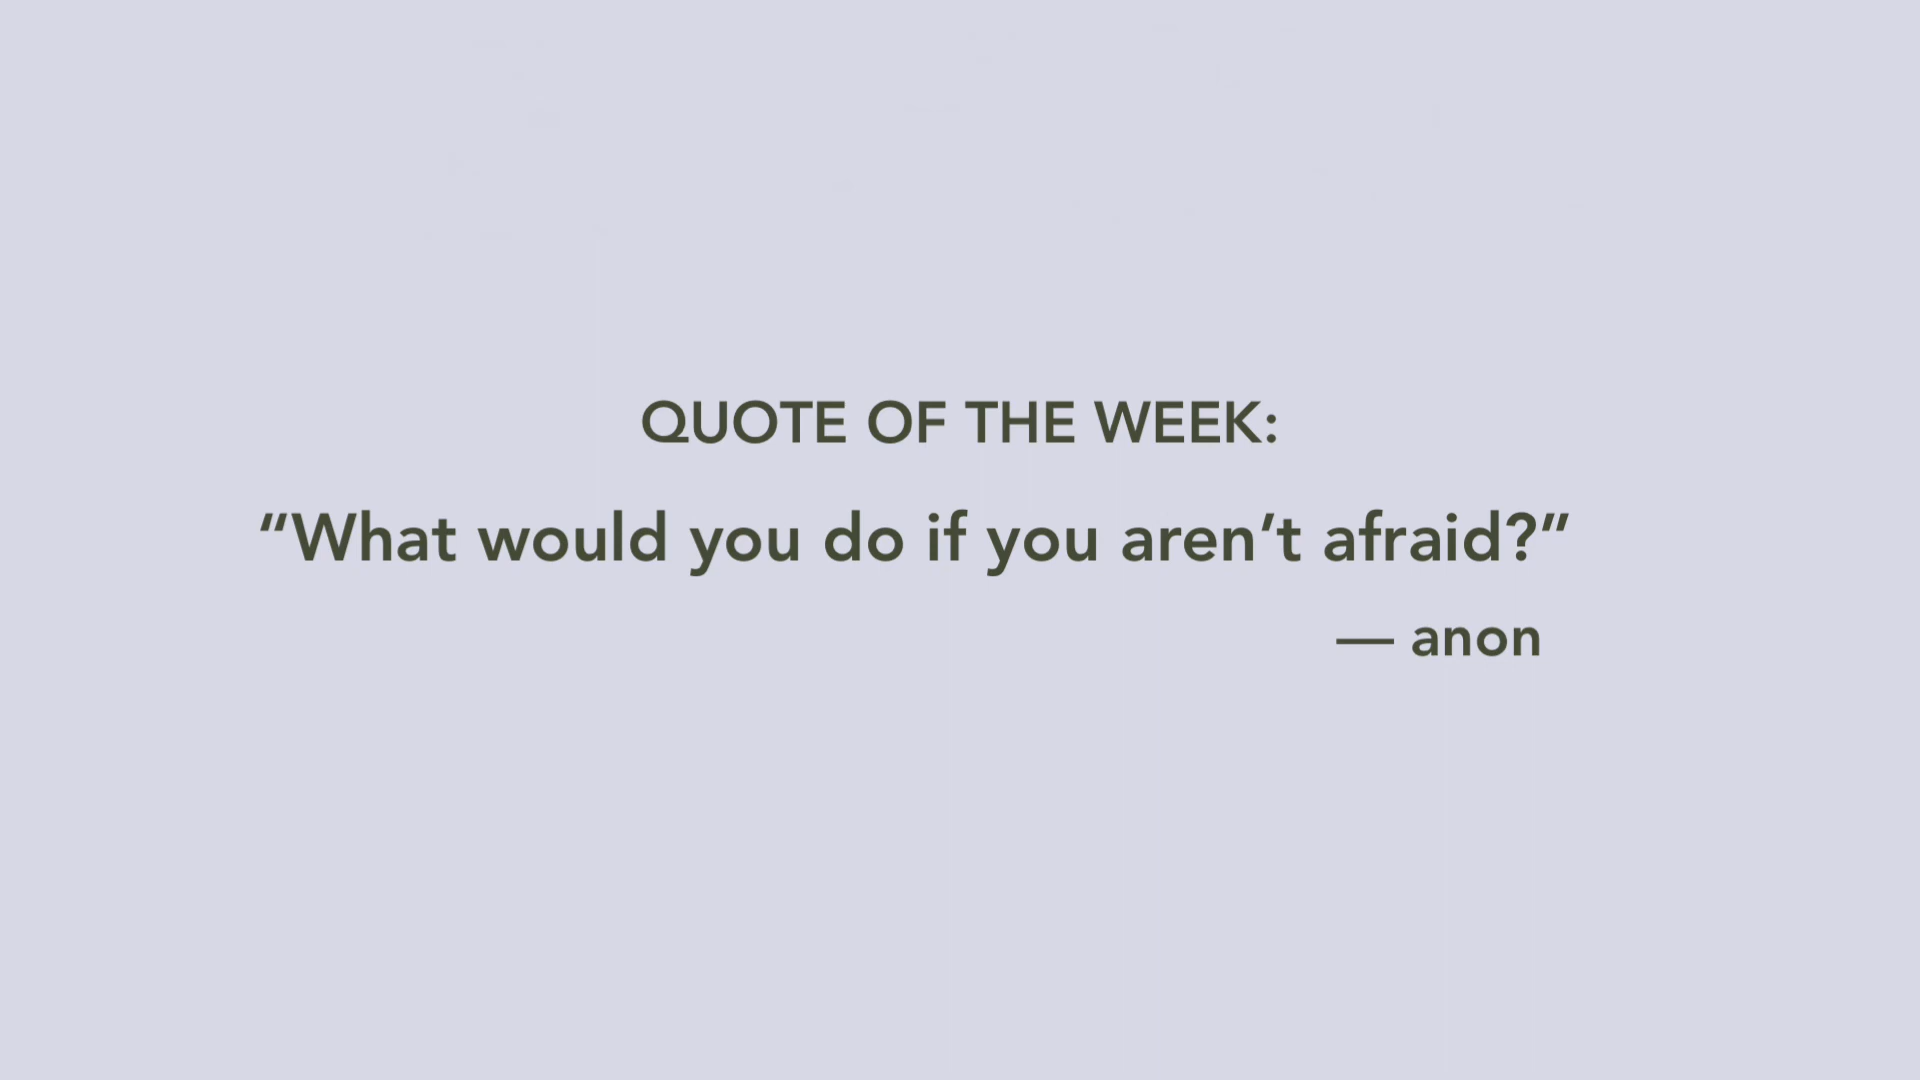 QUOTE OF THE WEEK:
“What would you do if you aren’t afraid?”
— anon